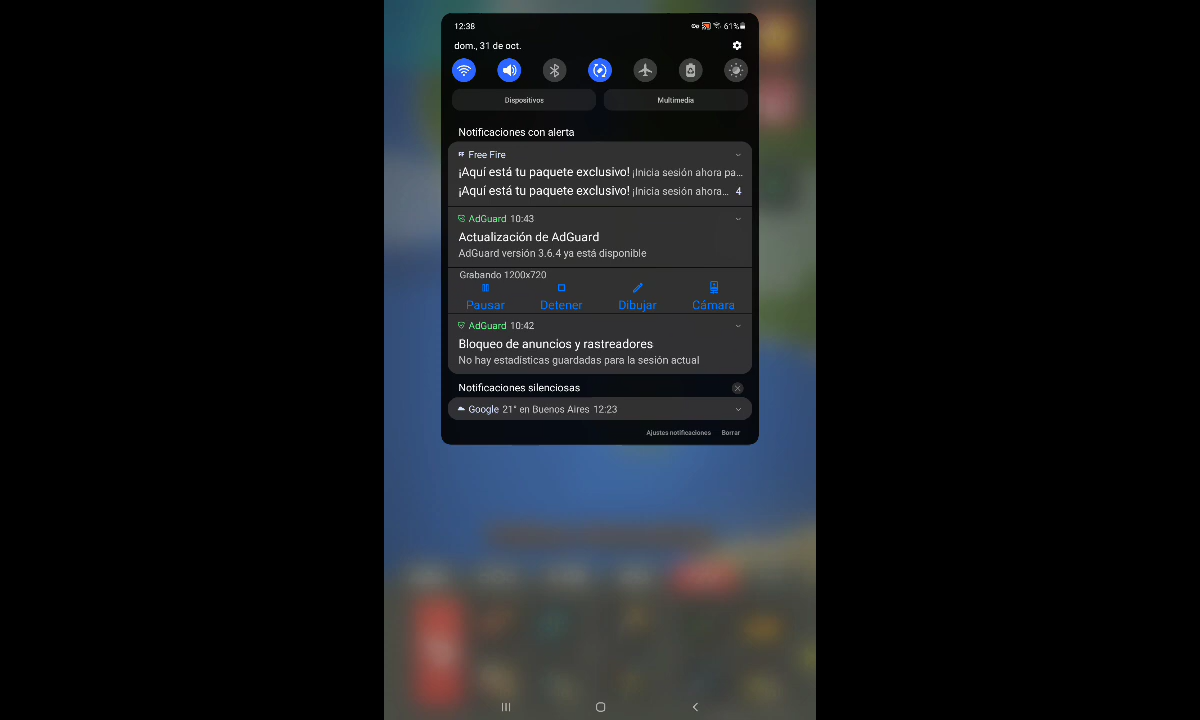 12:38
61%
dom., 31 de oct.
Dispositivos
Multimedia
Notificaciones con alerta
Free Fire
¡Aquí está tu paquete exclusivo! ¡Inicia sesión ahora pa...
¡Aquí está tu paquete exclusivo! ¡Inicia sesión ahora... 4
AdGuard 10:43
Actualización de AdGuard
AdGuard versión 3.6.4 ya está disponible
Grabando 1200x720
Pausar
Detener
Dibujar
Cámara
AdGuard 10:42
Bloqueo de anuncios y rastreadores
No hay estadísticas guardadas para la sesión actual
Notificaciones silenciosas
Google 21° en Buenos Aires 12:23
Ajustes notificaciones
Borrar